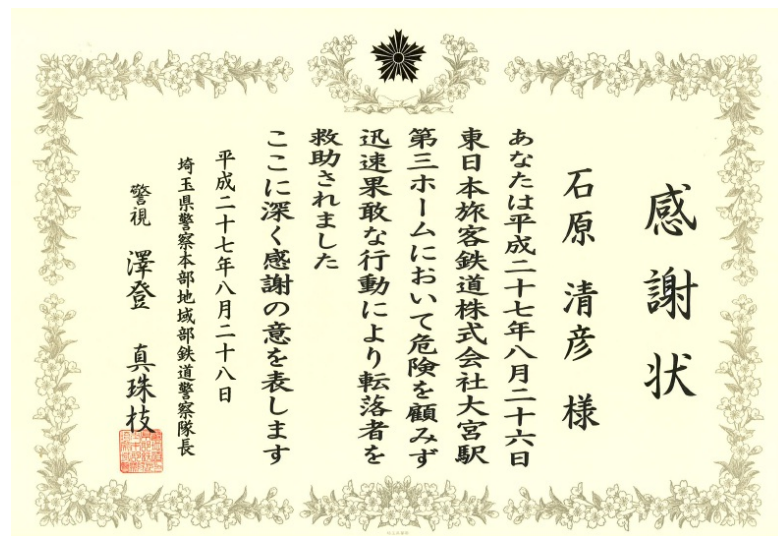 感謝状
石原 清彦 様
あなたは平成二十七年八月二十六日
東日本旅客鉄道株式会社大宮駅
第三ホームにおいて危険を顧みず
迅速果敢な行動により転落者を
救助されました
ここに深く感謝の意を表します
平成二十七年八月二十八日
埼玉県警察本部地域部鉄道警察隊長
警視 澤登 真珠枝